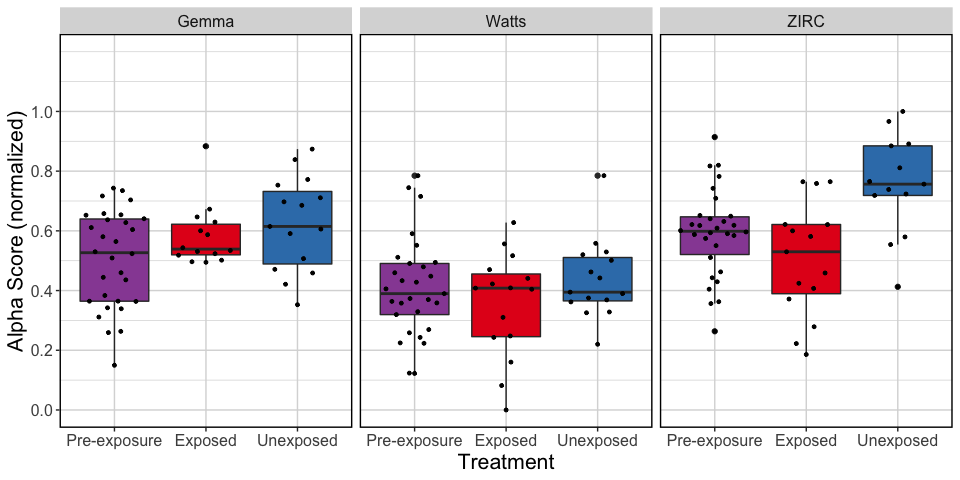 Gemma Watts ZIRC
Alpha Score (normalized)
1.0
0.8
0.6
0.4
0.2
0.0
Pre-exposure Exposed Unexposed Pre-exposure Exposed Unexposed Pre-exposure Exposed Unexposed
Treatment